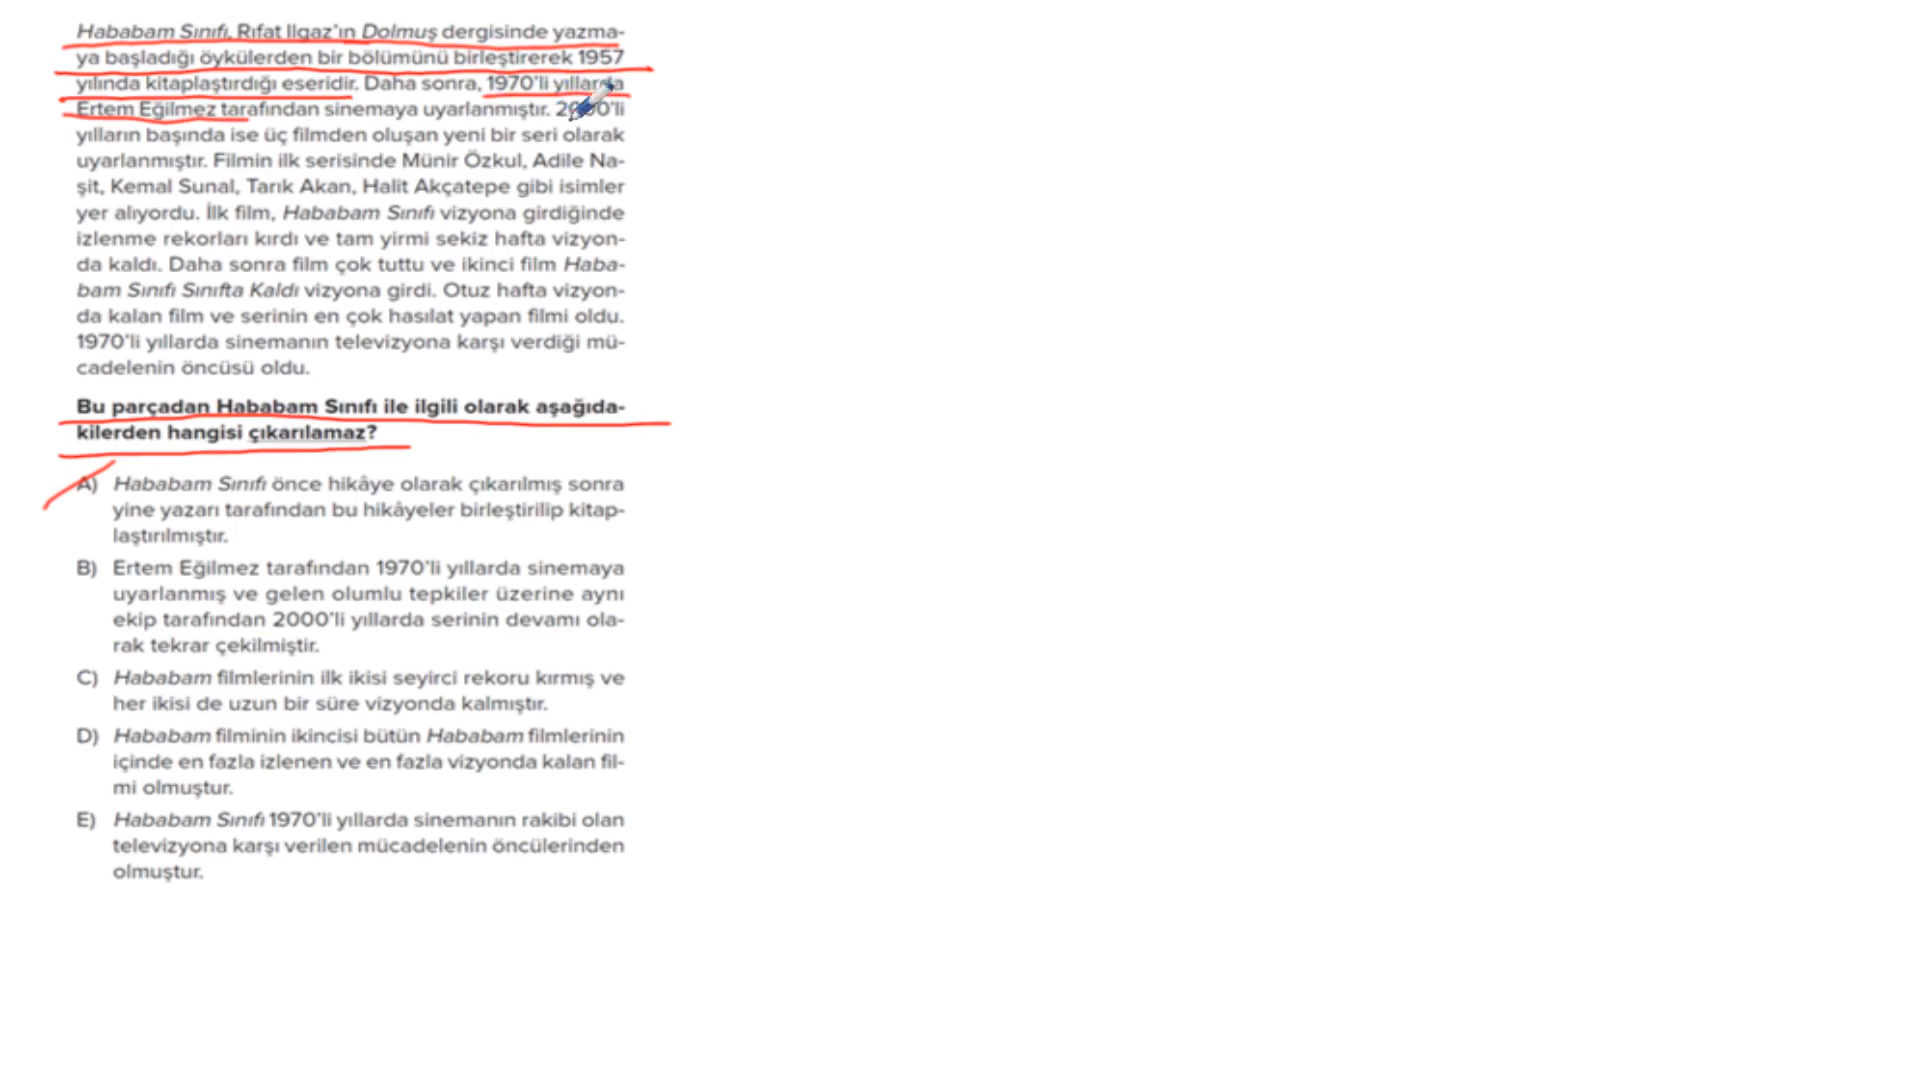 Hababam Sınıfı, Rıfat Ilgaz'ın Dolmuş dergisinde yazma-
ya başladığı öykülerden bir bölümünü birleştirerek 1957
yılında kitaplaştırdığı eseridir. Daha sonra, 1970'li yıllarda
Ertem Eğilmez tarafından sinemaya uyarlanmıştır. 2000'li
yılların başında ise üç filmden oluşan yeni bir seri olarak
uyarlanmıştır. Filmin ilk serisinde Münir Özkul, Adile Na-
şit, Kemal Sunal, Tarık Akan, Halit Akçatepe gibi isimler
yer alıyordu. İlk film, Hababam Sınıfı vizyona girdiğinde
izlenme rekorları kırdı ve tam yirmi sekiz hafta vizyon-
da kaldı. Daha sonra film çok tuttu ve ikinci film Haba-
bam Sınıfı Sınıfta Kaldı vizyona girdi. Otuz hafta vizyon-
da kalan film ve serinin en çok hasılat yapan filmi oldu.
1970'li yıllarda sinemanın televizyona karşı verdiği mü-
cadelenin öncüsü oldu.
Bu parçadan Hababam Sınıfı ile ilgili olarak aşağıda-
kilerden hangisi çıkarılamaz?
A) Hababam Sınıfı önce hikâye olarak çıkarılmış sonra
yine yazarı tarafından bu hikâyeler birleştirilip kitap-
laştırılmıştır.
B) Ertem Eğilmez tarafından 1970'li yıllarda sinemaya
uyarlanmış ve gelen olumlu tepkiler üzerine aynı
ekip tarafından 2000'li yıllarda serinin devamı ola-
rak tekrar çekilmiştir.
C) Hababam filmlerinin ilk ikisi seyirci rekoru kırmış ve
her ikisi de uzun bir süre vizyonda kalmıştır.
D) Hababam filminin ikincisi bütün Hababam filmlerinin
içinde en fazla izlenen ve en fazla vizyonda kalan fil-
mi olmuştur.
E) Hababam Sınıfı 1970'li yıllarda sinemanın rakibi olan
televizyona karşı verilen mücadelenin öncülerinden
olmuştur.